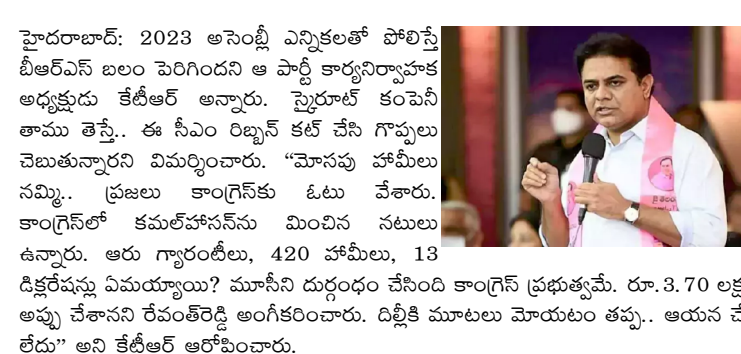 హైదరాబాద్: 2023 అసెంబ్లీ ఎన్నికలతో పోలిస్తే
బీఆర్ఎస్ బలం పెరిగిందని ఆ పార్టీ కార్యనిర్వాహక
అధ్యక్షుడు కేటీఆర్ అన్నారు. స్కైరూట్ కంపెనీ
తాము తెస్తే.. ఈ సీఎం రిబ్బన్ కట్ చేసి గొప్పలు
చెబుతున్నారని విమర్శించారు. “మోసపు హామీలు
నమ్మి.. ప్రజలు కాంగ్రెస్‌కు ఓటు వేశారు.
కాంగ్రెస్‌లో కమల్‌హాసన్‌ను మించిన నటులు
ఉన్నారు. ఆరు గ్యారంటీలు, 420 హామీలు, 13
డిక్లరేషన్లు ఏమయ్యాయి? మూసీని దుర్గంధం చేసింది కాంగ్రెస్ ప్రభుత్వమే. రూ.3.70
అప్పు చేశానని రేవంత్‌రెడ్డి అంగీకరించారు. దిల్లీకి మూటలు మోయటం తప్ప.. ఆయన
లేదు” అని కేటీఆర్ ఆరోపించారు.